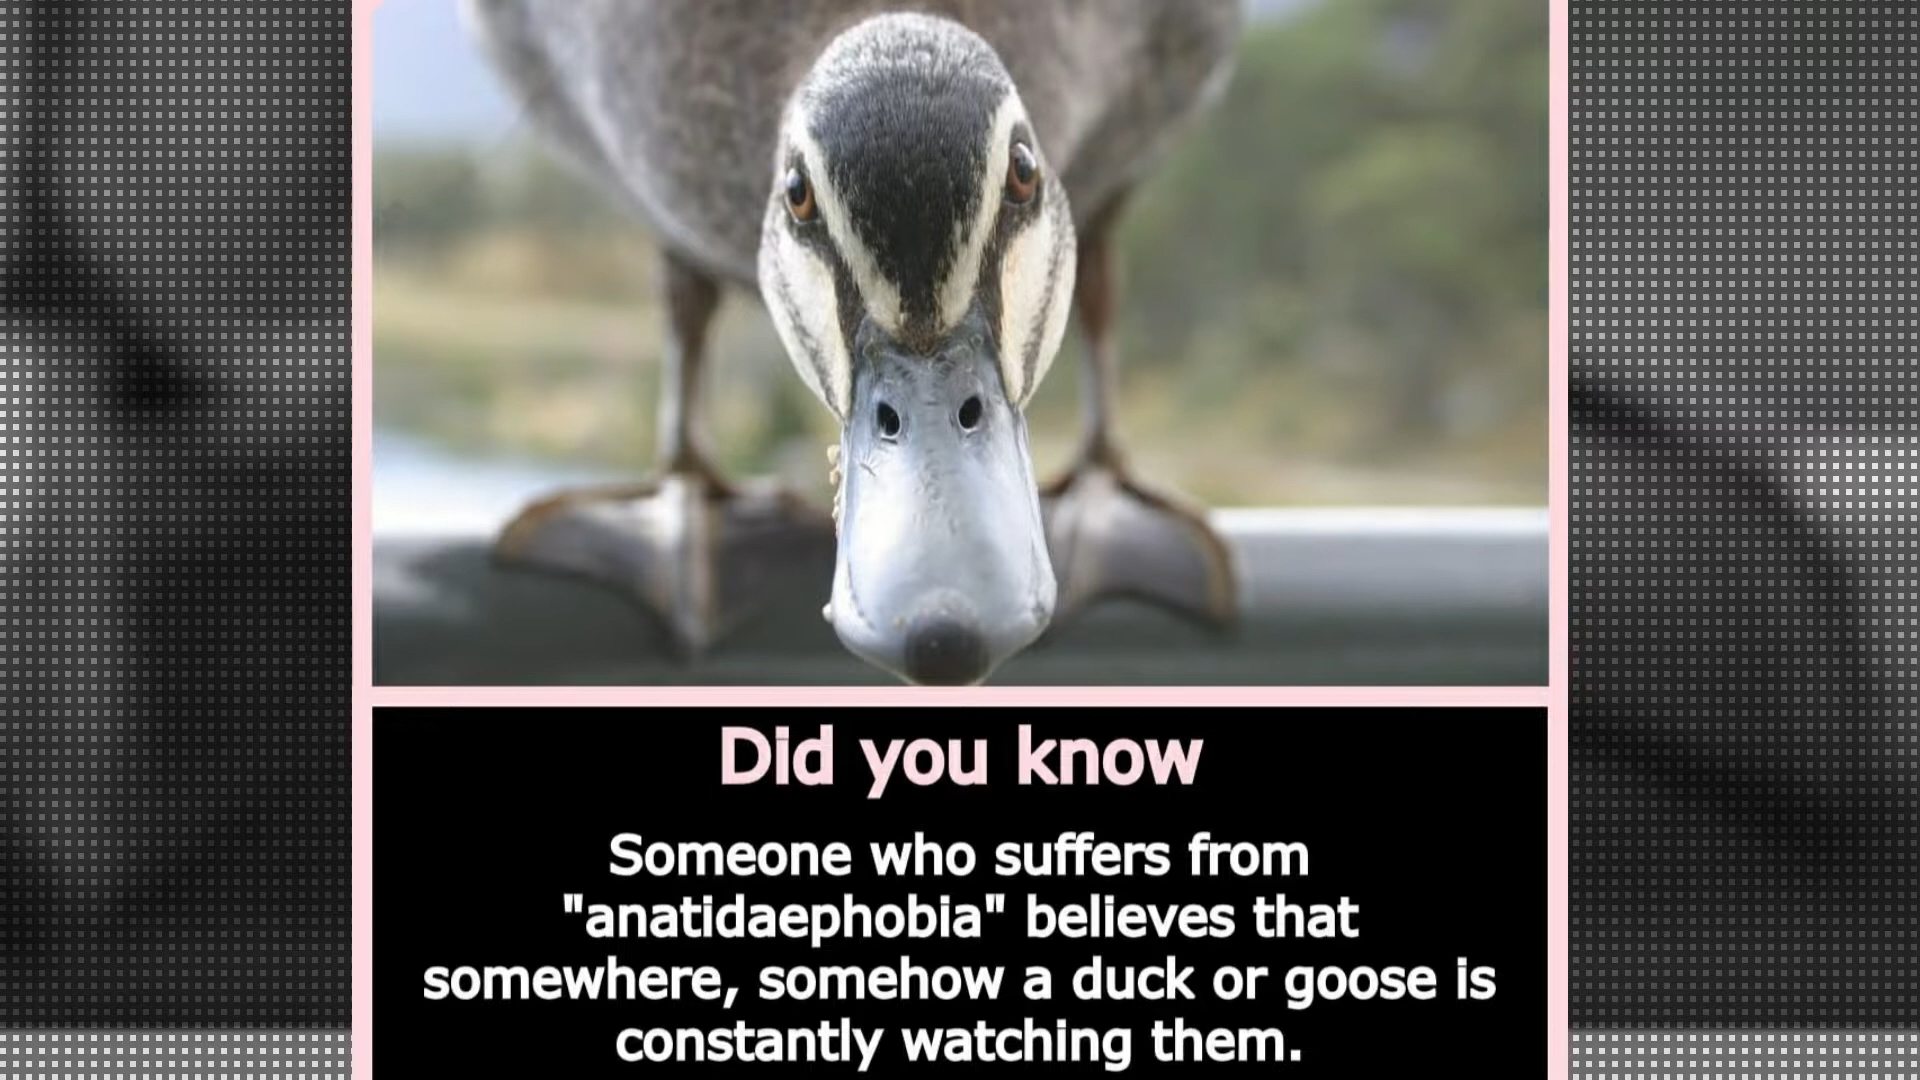 Did you know
Someone who suffers from
"anatidaephobia" believes that
somewhere, somehow a duck or goose is
constantly watching them.